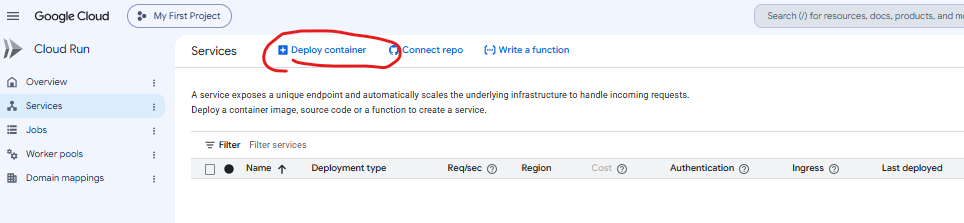 Google Cloud
My First Project
Search (/) for resources, docs, products, and
Cloud Run
Services
Deploy container
Connect repo
Write a function
Overview
Services
Jobs
Worker pools
Domain mappings
A service exposes a unique endpoint and automatically scales the underlying infrastructure to handle incoming requests.
Deploy a container image, source code or a function to create a service.
Filter Filter services
Name Deployment type Req/sec Region Cost Authentication Ingress Last deployed